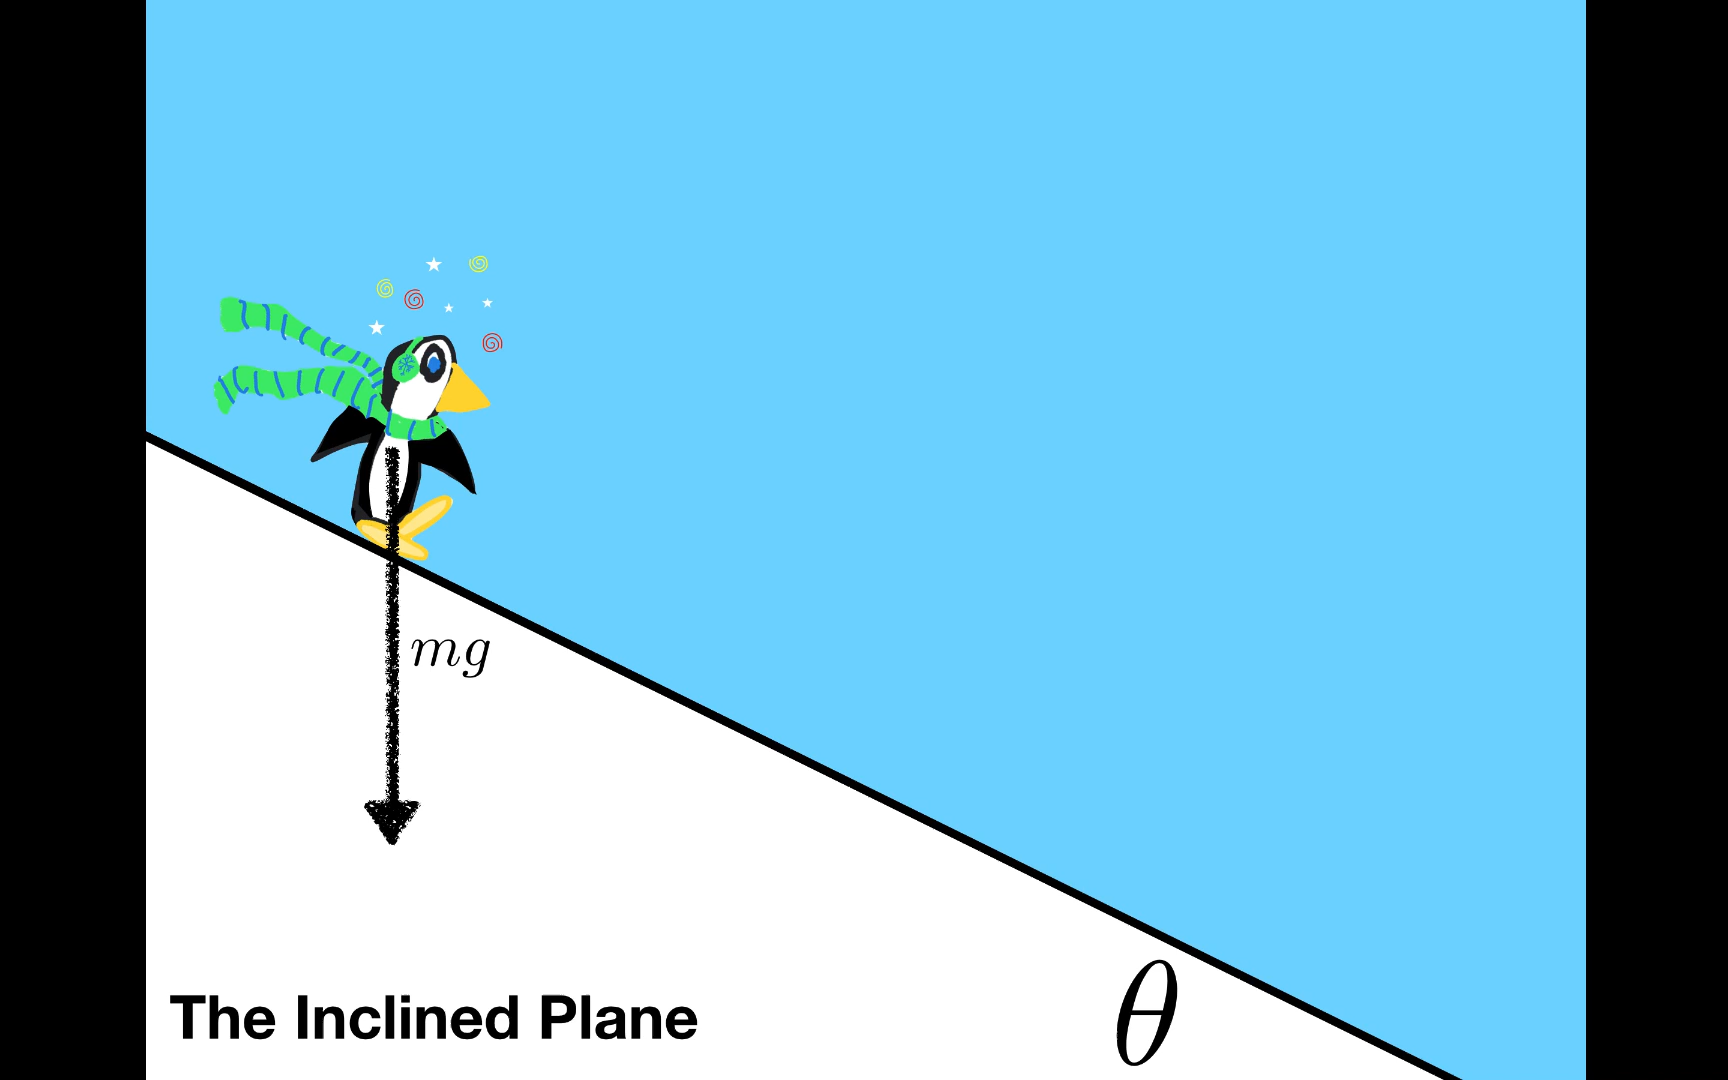 mg
The Inclined Plane
θ